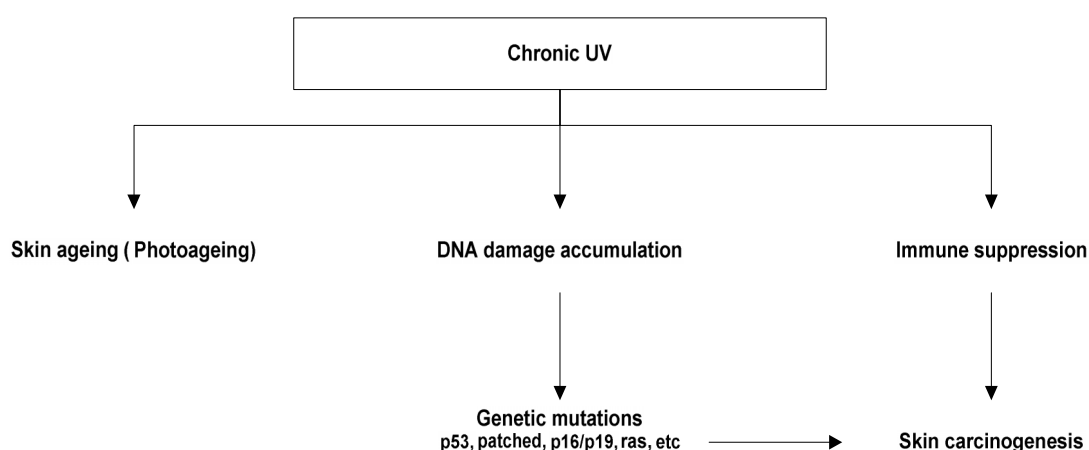 Chronic UV
Skin ageing ( Photoageing)
DNA damage accumulation
Immune suppression
Genetic mutations
p53, patched, p16/p19, ras, etc
Skin carcinogenesis